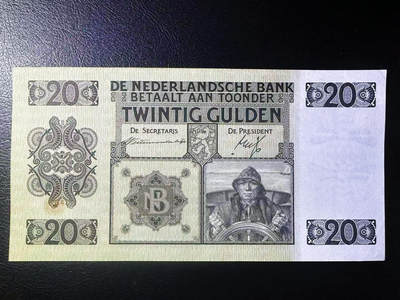 20 DE NEDERLANDSCHE BANK 20
BETAALT AAN TOONDER
TWINTIG GULDEN
DE SECRETARIS DE PRESIDENT
NB
20 20